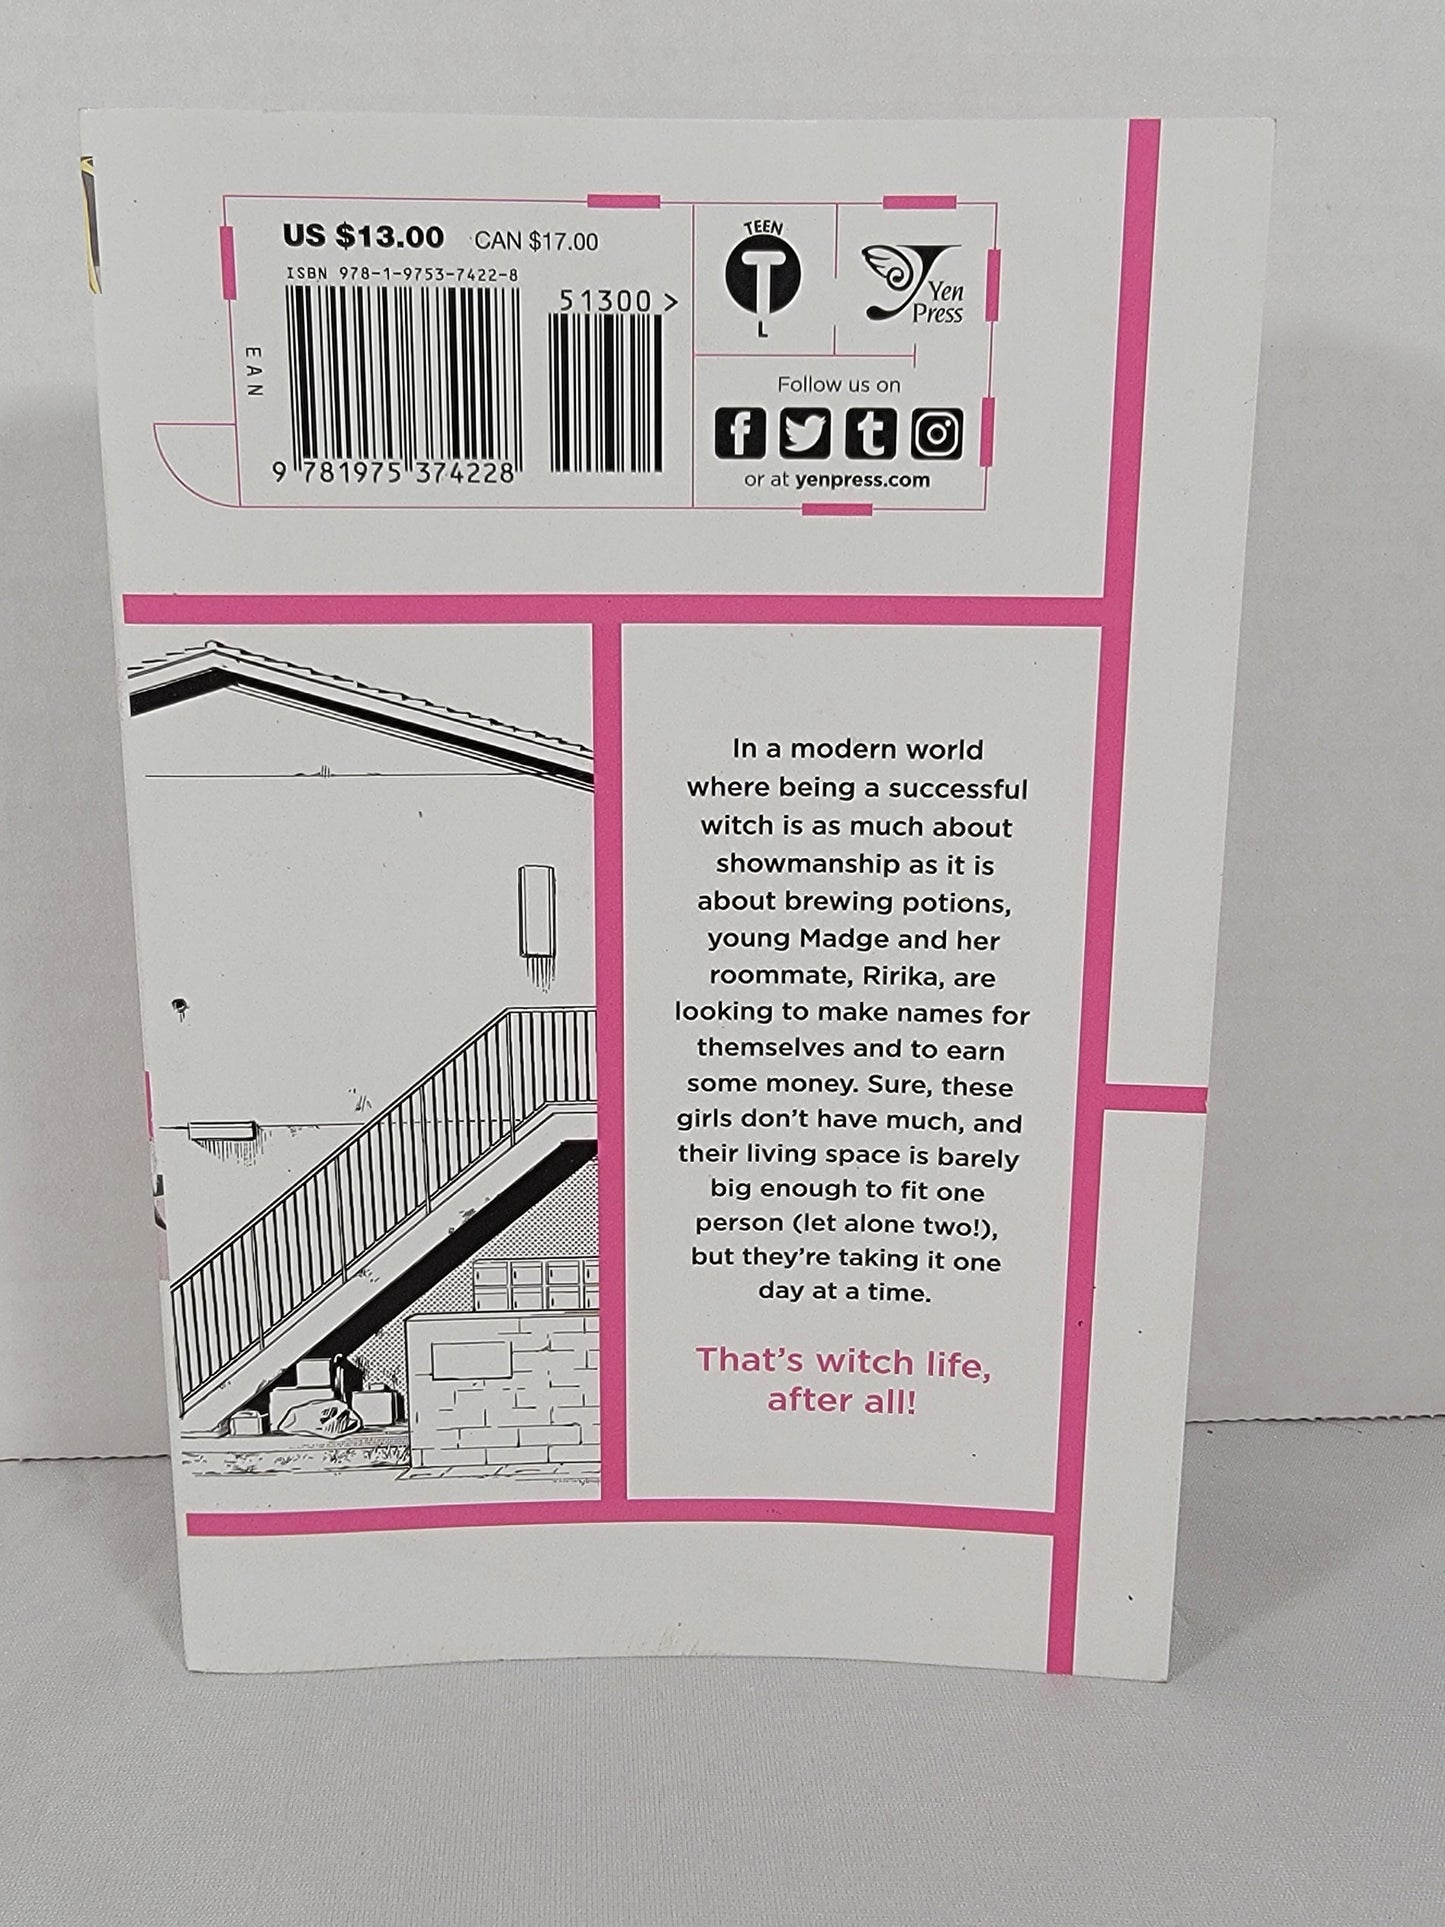 US $13.00 CAN $17.00
ISBN 978-1-9753-7422-8
51300 >
EAN
9 781975 374228
TEEN
T
L
Yen
Press
Follow us on
f t
or at yenpress.com
In a modern world
where being a successful
witch is as much about
showmanship as it is
about brewing potions,
young Madge and her
roommate, Ririka, are
looking to make names for
themselves and to earn
some money. Sure, these
girls don't have much, and
their living space is barely
big enough to fit one
person (let alone two!),
but they're taking it one
day at a time.
That's witch life,
after all!